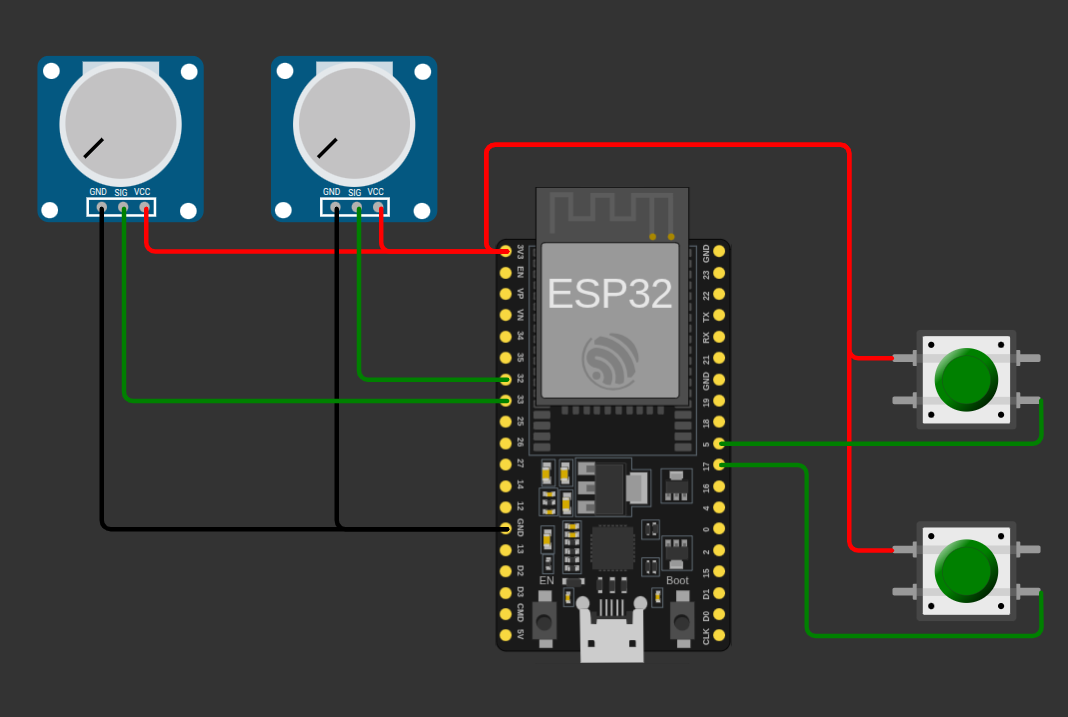 GND SIG VCC
GND SIG VCC
ESP32
3V3
EN
VP
VN
34
35
32
33
25
26
27
14
12
GND
13
D2
D3
CMD
5V
GND
23
22
TX
RX
21
GND
19
18
5
17
16
4
0
2
15
D1
D0
CLK
EN
Boot